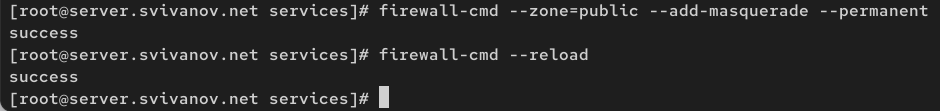 [root@server.svivanov.net services]# firewall-cmd --zone=public --add-masquerade --permanent
success
[root@server.svivanov.net services]# firewall-cmd --reload
success
[root@server.svivanov.net services]#